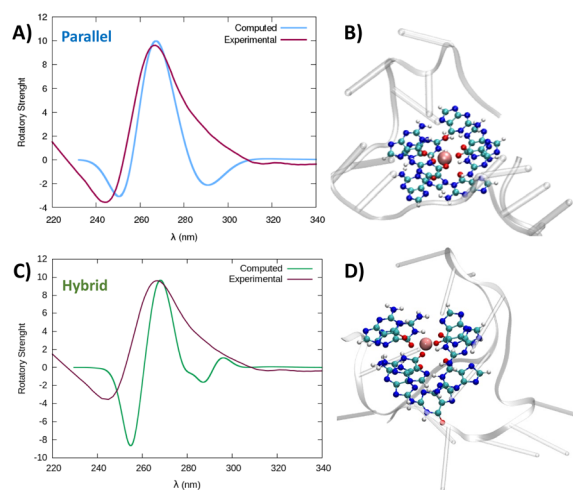 A) Parallel
Computed
Experimental
Rotatory Strenght
12
10
8
6
4
2
0
-2
-4
220 240 260 280 300 320 340
λ (nm)
B)
C) Hybrid
Computed
Experimental
Rotatory Strenght
12
10
8
6
4
2
0
-2
-4
-6
-8
-10
220 240 260 280 300 320 340
λ (nm)
D)